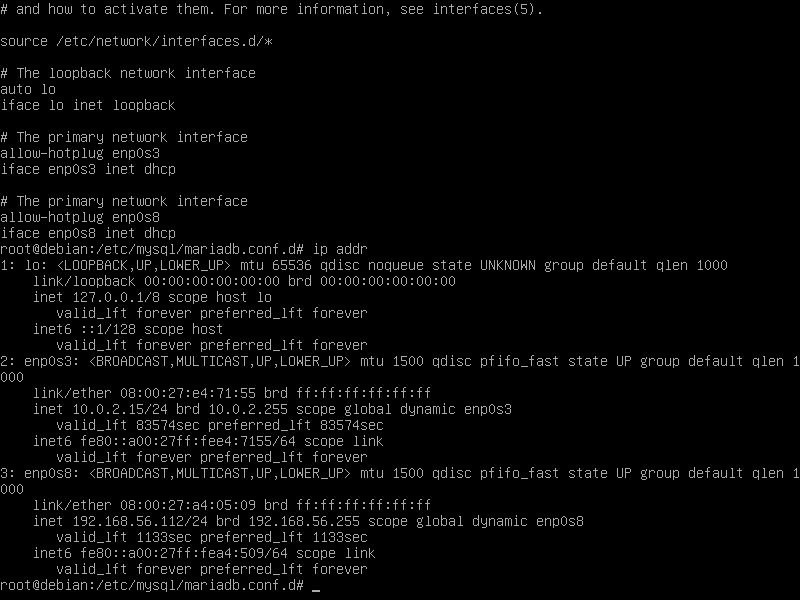 # and how to activate them. For more information, see interfaces(5).

source /etc/network/interfaces.d/*

# The loopback network interface
auto lo
iface lo inet loopback

# The primary network interface
allow-hotplug enp0s3
iface enp0s3 inet dhcp

# The primary network interface
allow-hotplug enp0s8
iface enp0s8 inet dhcp
root@debian:/etc/mysql/mariadb.conf.d# ip addr
1: lo: <LOOPBACK,UP,LOWER_UP> mtu 65536 qdisc noqueue state UNKNOWN group default qlen 1000
    link/loopback 00:00:00:00:00:00 brd 00:00:00:00:00:00
    inet 127.0.0.1/8 scope host lo
       valid_lft forever preferred_lft forever
    inet6 ::1/128 scope host
       valid_lft forever preferred_lft forever
2: enp0s3: <BROADCAST,MULTICAST,UP,LOWER_UP> mtu 1500 qdisc pfifo_fast state UP group default qlen 1
000
    link/ether 08:00:27:e4:71:55 brd ff:ff:ff:ff:ff:ff
    inet 10.0.2.15/24 brd 10.0.2.255 scope global dynamic enp0s3
       valid_lft 83574sec preferred_lft 83574sec
    inet6 fe80::a00:27ff:fee4:7155/64 scope link
       valid_lft forever preferred_lft forever
3: enp0s8: <BROADCAST,MULTICAST,UP,LOWER_UP> mtu 1500 qdisc pfifo_fast state UP group default qlen 1
000
    link/ether 08:00:27:a4:05:09 brd ff:ff:ff:ff:ff:ff
    inet 192.168.56.112/24 brd 192.168.56.255 scope global dynamic enp0s8
       valid_lft 1133sec preferred_lft 1133sec
    inet6 fe80::a00:27ff:fea4:509/64 scope link
       valid_lft forever preferred_lft forever
root@debian:/etc/mysql/mariadb.conf.d# _